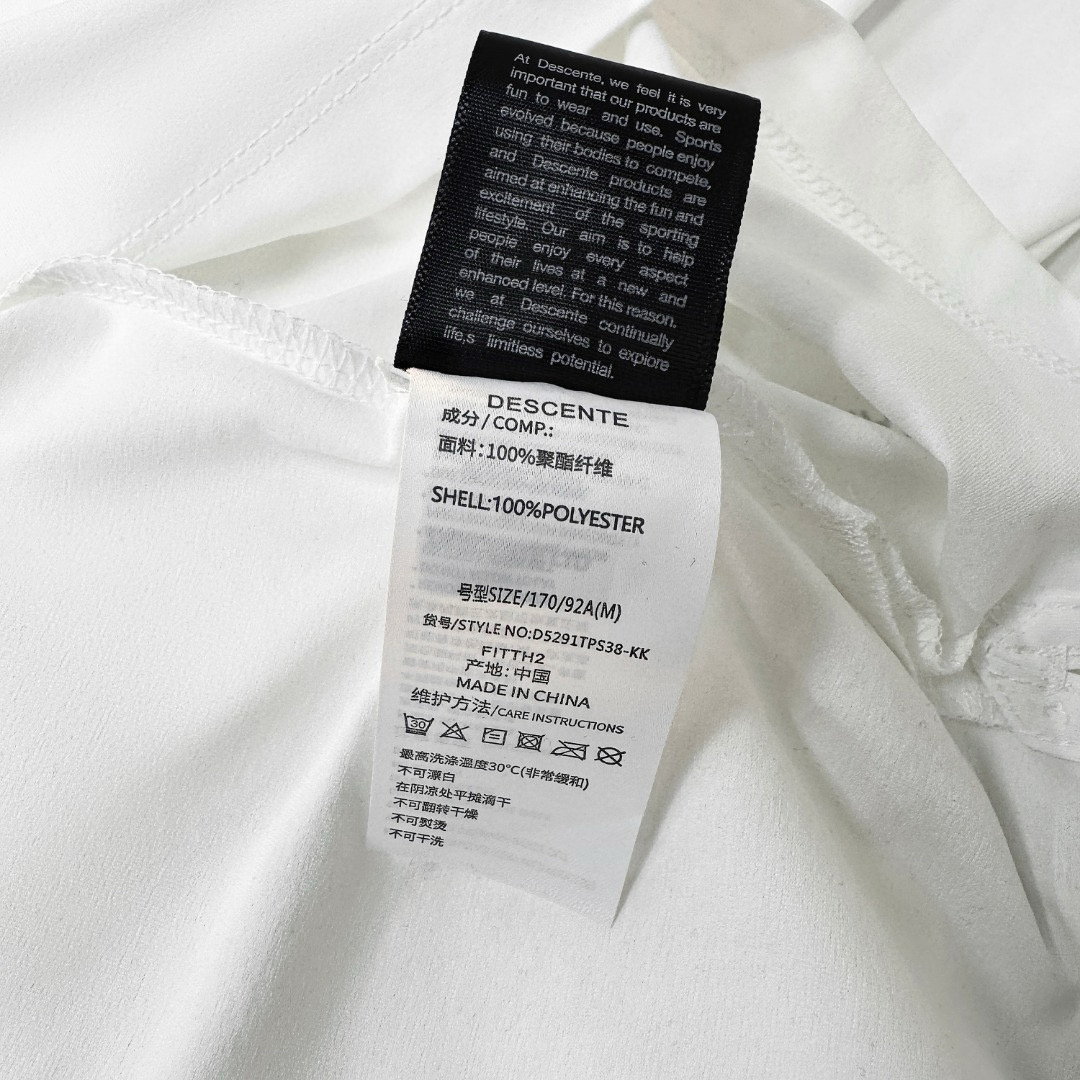 At Descente, we feel it is very
important that our products are
fun to wear and use. Sports
evolved because people enjoy
using their bodies to compete,
and Descente products are
aimed at enhancing the fun and
excitement of the sporting
lifestyle. Our aim is to help
people enjoy every aspect
of their lives at a new and
enhanced level. For this reason,
we at Descente continually
challenge ourselves to explore
life,s limitless potential.
DESCENTE
成分/COMP.:
面料:100%聚酯纤维
SHELL:100%POLYESTER
号型SIZE/170/92A(M)
货号/STYLE NO:D5291TPS38-KK
FITTH2
产地:中国
MADE IN CHINA
维护方法/CARE INSTRUCTIONS
30
最高洗涤温度30℃(非常缓和)
不可漂白
在阴凉处平摊滴干
不可翻转干燥
不可熨烫
不可干洗